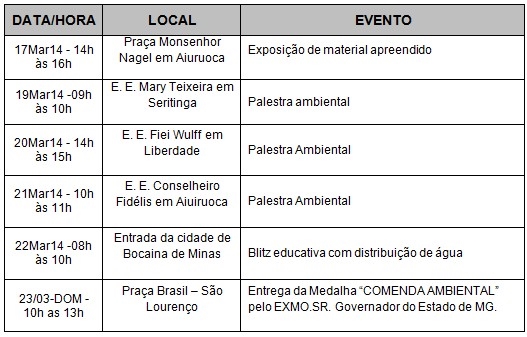 DATA/HORA LOCAL EVENTO
17Mar14 - 14h às 16h
Praça Monsenhor Nagel em Aiuruoca
Exposição de material apreendido
19Mar14 -09h às 10h
E. E. Mary Teixeira em Seritinga
Palestra ambiental
20Mar14 - 14h às 15h
E. E. Fiei Wulff em Liberdade
Palestra Ambiental
21Mar14 - 10h às 11h
E. E. Conselheiro Fidélis em Aiuiruoca
Palestra Ambiental
22Mar14 -08h às 10h
Entrada da cidade de Bocaina de Minas
Blitz educativa com distribuição de água
23/03-DOM - 10h as 13h
Praça Brasil – São Lourenço
Entrega da Medalha “COMENDA AMBIENTAL” pelo EXMO.SR. Governador do Estado de MG.